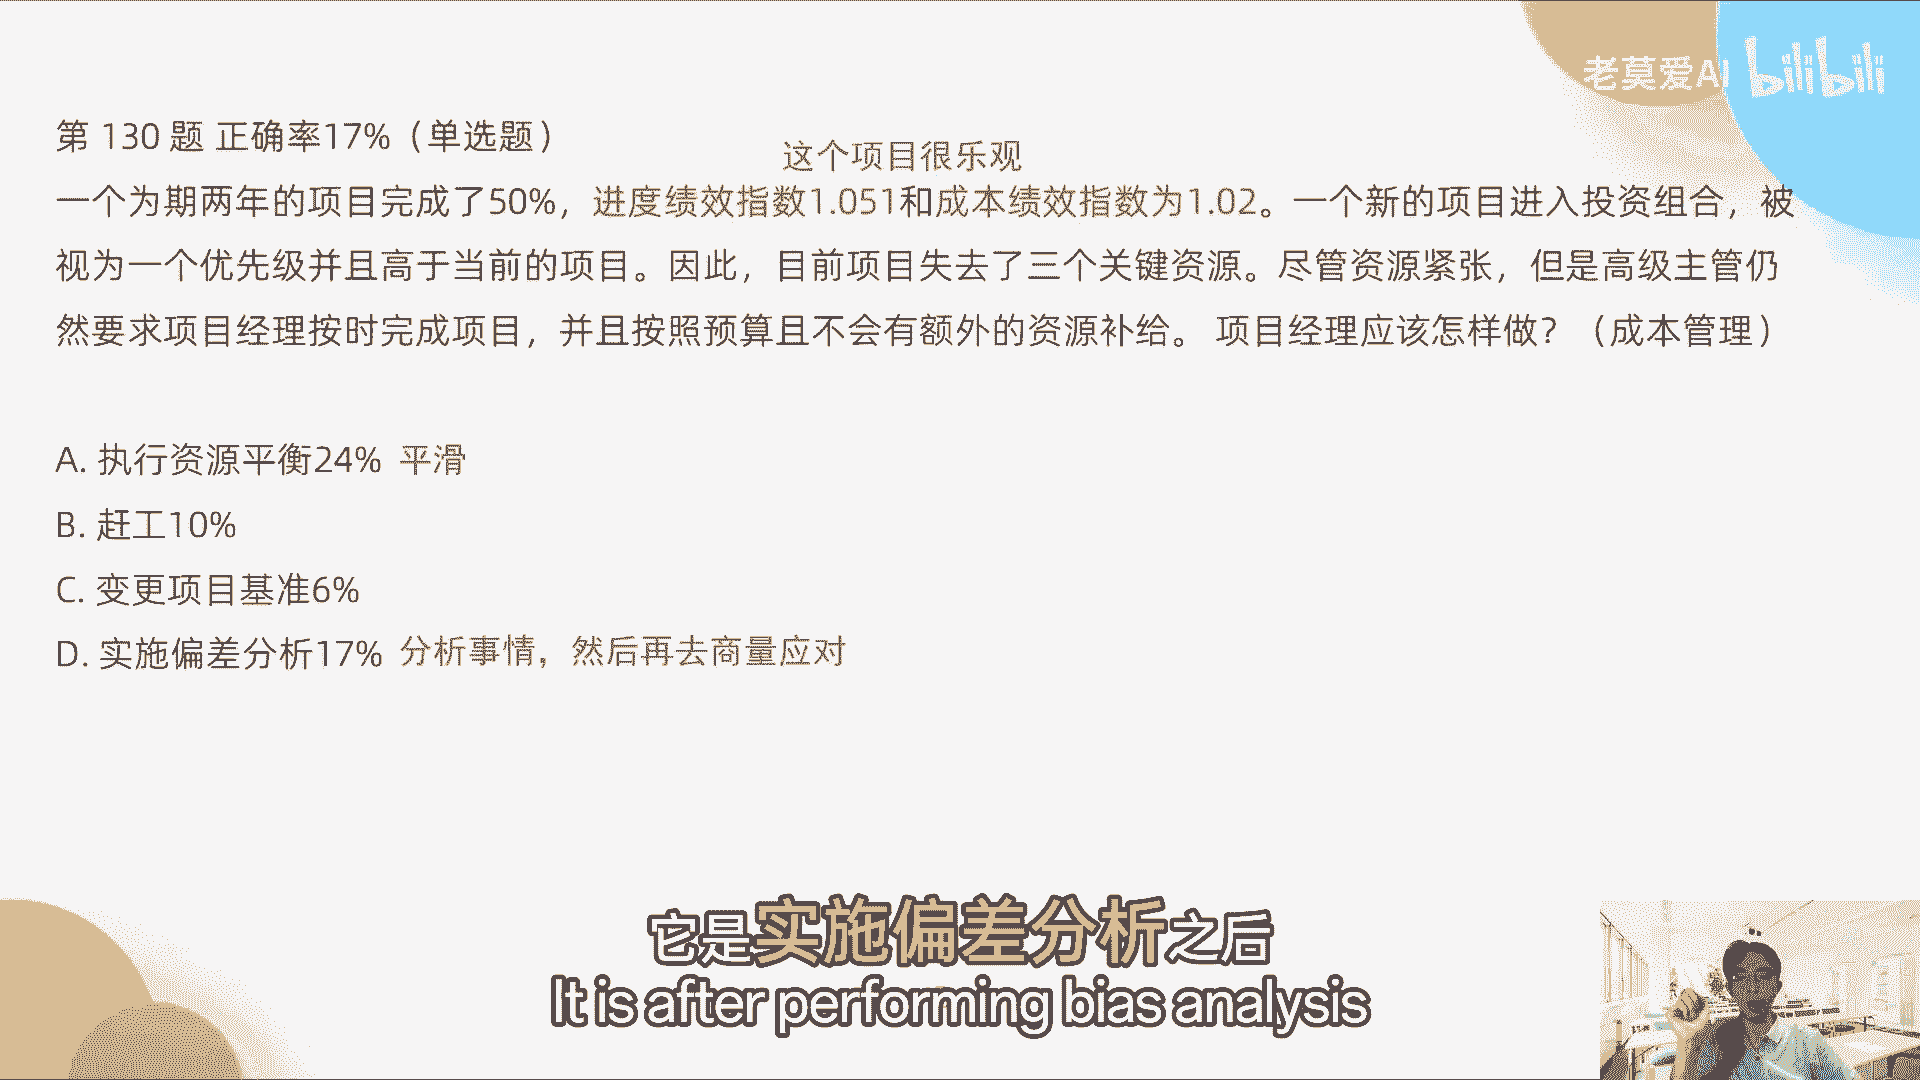 老莫爱AI bilibili
第 130 题 正确率17%（单选题）
这个项目很乐观
一个为期两年的项目完成了50%，进度绩效指数1.051和成本绩效指数为1.02。一个新的项目进入投资组合，被
视为一个优先级并且高于当前的项目。因此，目前项目失去了三个关键资源。尽管资源紧张，但是高级主管仍
然要求项目经理按时完成项目，并且按照预算且不会有额外的资源补给。 项目经理应该怎样做？（成本管理）
A. 执行资源平衡24% 平滑
B. 赶工10%
C. 变更项目基准6%
D. 实施偏差分析17% 分析事情，然后再去商量应对
它是实施偏差分析之后
It is after performing bias analysis